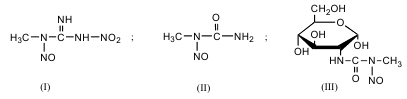 NH
H₃C—N—C—NH—NO₂ ;
NO
(I)
O
H₃C—N—C—NH₂ ;
NO
(II)
CH₂OH
O
OH
OH
OH
HN—C—N—CH₃
O NO
(III)